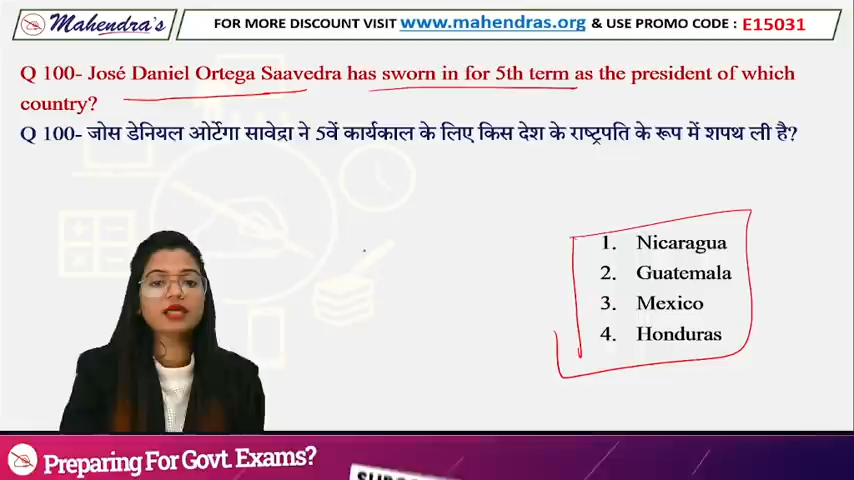 Mahendra's
FOR MORE DISCOUNT VISIT www.mahendras.org & USE PROMO CODE : E15031
Q 100- José Daniel Ortega Saavedra has sworn in for 5th term as the president of which
country?
Q 100- जोस डेनियल ओर्टेगा सावेद्रा ने 5वें कार्यकाल के लिए किस देश के राष्ट्रपति के रूप में शपथ ली है?
1. Nicaragua
2. Guatemala
3. Mexico
4. Honduras
Preparing For Govt. Exams?